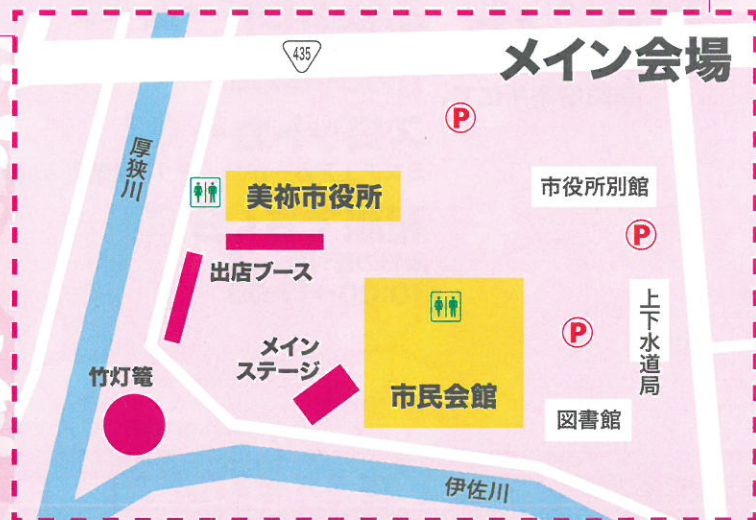 435
メイン会場
P
厚狭川
美祢市役所
市役所別館
P
出店ブース
メイン
ステージ
P
上下水道局
竹灯篭
市民会館
図書館
伊佐川